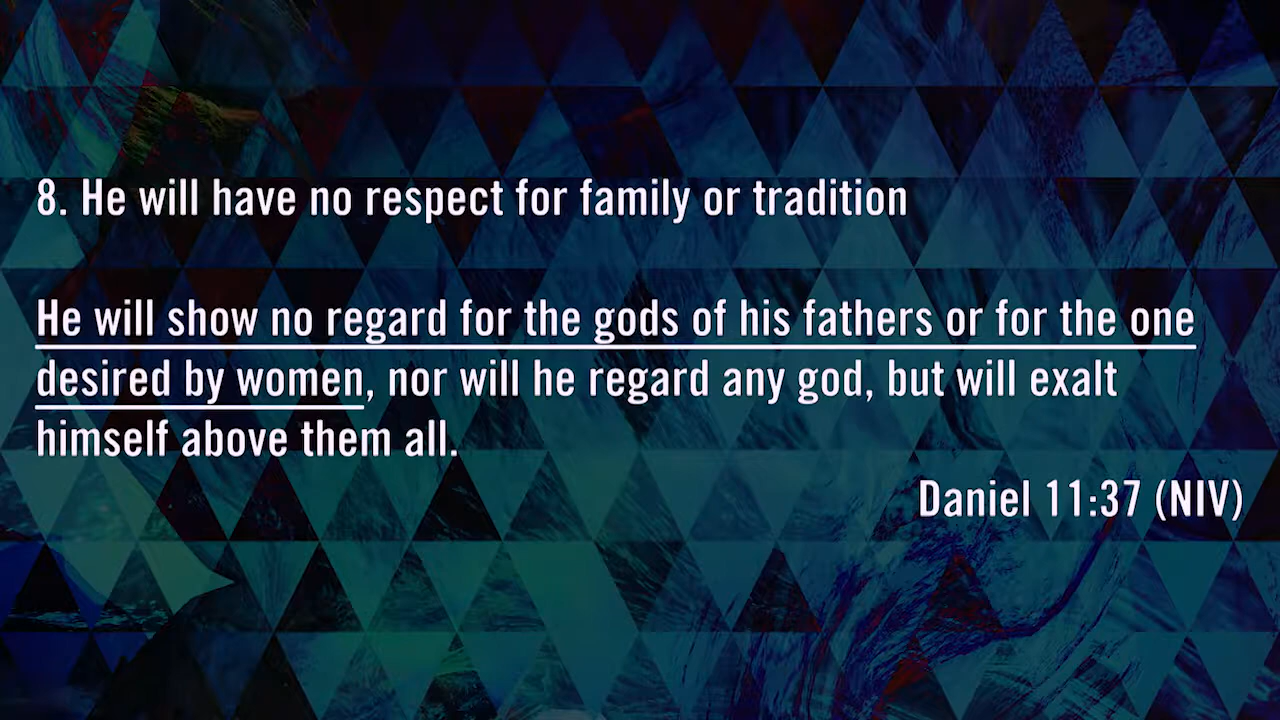 8. He will have no respect for family or tradition
He will show no regard for the gods of his fathers or for the one
desired by women, nor will he regard any god, but will exalt
himself above them all.
Daniel 11:37 (NIV)